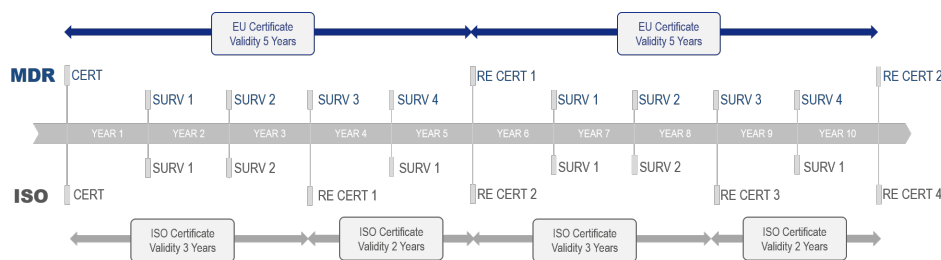 EU Certificate
Validity 5 Years
EU Certificate
Validity 5 Years
MDR CERT RE CERT 1 RE CERT 2
SURV 1 SURV 2 SURV 3 SURV 4 SURV 1 SURV 2 SURV 3 SURV 4
YEAR 1 YEAR 2 YEAR 3 YEAR 4 YEAR 5 YEAR 6 YEAR 7 YEAR 8 YEAR 9 YEAR 10
SURV 1 SURV 2 SURV 1 SURV 1 SURV 2 SURV 1
ISO CERT RE CERT 1 RE CERT 2 RE CERT 3 RE CERT 4
ISO Certificate
Validity 3 Years
ISO Certificate
Validity 2 Years
ISO Certificate
Validity 3 Years
ISO Certificate
Validity 2 Years